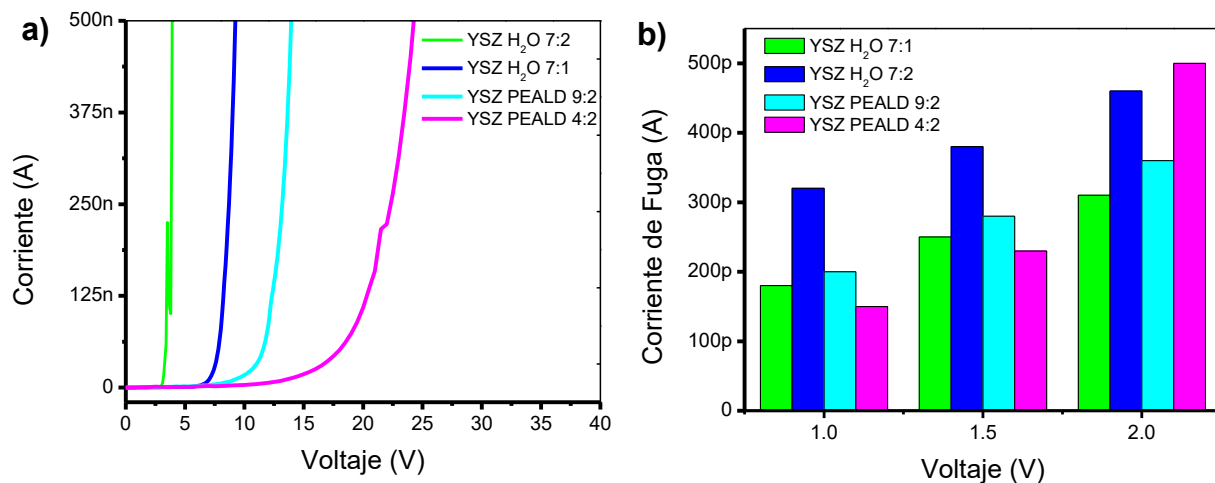 a)
500n
375n
250n
125n
0
Corriente (A)
YSZ H2O 7:2
YSZ H2O 7:1
YSZ PEALD 9:2
YSZ PEALD 4:2
0 5 10 15 20 25 30 35 40
Voltaje (V)
b)
500p
400p
300p
200p
100p
0
Corriente de Fuga (A)
YSZ H2O 7:1
YSZ H2O 7:2
YSZ PEALD 9:2
YSZ PEALD 4:2
1.0 1.5 2.0
Voltaje (V)